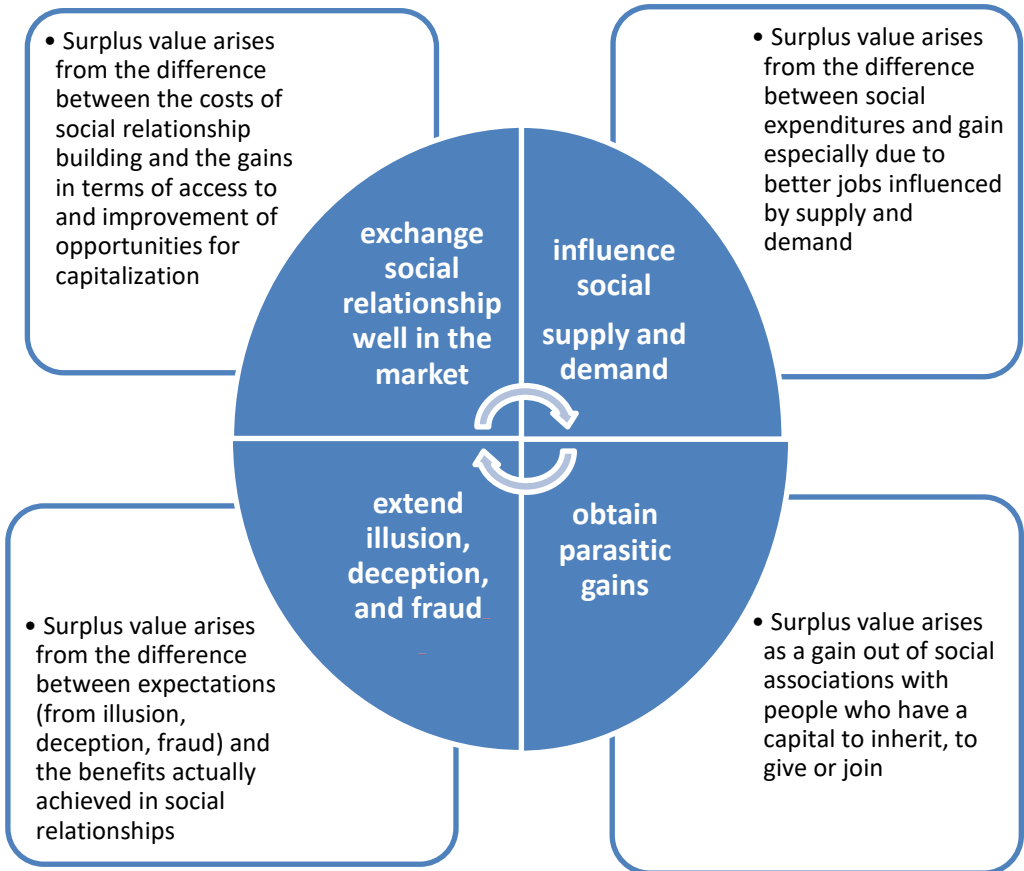 • Surplus value arises
from the difference
between the costs of
social relationship
building and the gains
in terms of access to
and improvement of
opportunities for
capitalization
• Surplus value arises
from the difference
between social
expenditures and gain
especially due to
better jobs influenced
by supply and
demand
exchange
social
relationship
well in the
market
influence
social
supply and
demand
extend
illusion,
deception,
and fraud
obtain
parasitic
gains
• Surplus value arises
from the difference
between expectations
(from illusion,
deception, fraud) and
the benefits actually
achieved in social
relationships
• Surplus value arises
as a gain out of social
associations with
people who have a
capital to inherit, to
give or join